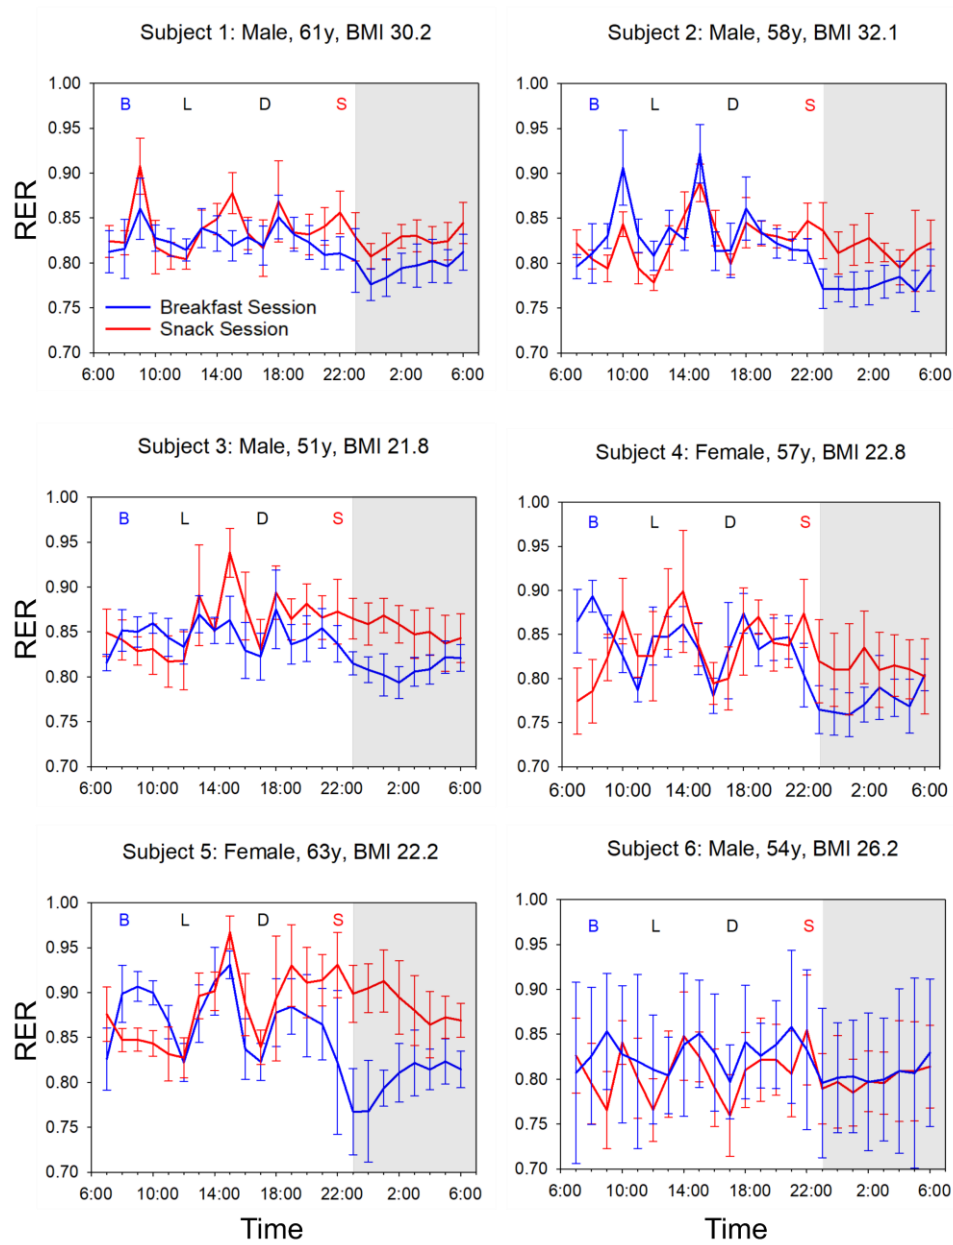 Subject 1: Male, 61y, BMI 30.2
Subject 2: Male, 58y, BMI 32.1
1.00
B L D S
0.95
0.90
RER
0.85
0.80
Breakfast Session
0.75
Snack Session
0.70
6:00 10:00 14:00 18:00 22:00 2:00 6:00
1.00
B L D S
0.95
0.90
0.85
0.80
0.75
0.70
6:00 10:00 14:00 18:00 22:00 2:00 6:00
Subject 3: Male, 51y, BMI 21.8
Subject 4: Female, 57y, BMI 22.8
1.00
B L D S
0.95
0.90
RER
0.85
0.80
0.75
0.70
6:00 10:00 14:00 18:00 22:00 2:00 6:00
1.00
B L D S
0.95
0.90
0.85
0.80
0.75
0.70
6:00 10:00 14:00 18:00 22:00 2:00 6:00
Subject 5: Female, 63y, BMI 22.2
Subject 6: Male, 54y, BMI 26.2
1.00
B L D S
0.95
0.90
RER
0.85
0.80
0.75
0.70
6:00 10:00 14:00 18:00 22:00 2:00 6:00
Time
1.00
B L D S
0.95
0.90
0.85
0.80
0.75
0.70
6:00 10:00 14:00 18:00 22:00 2:00 6:00
Time